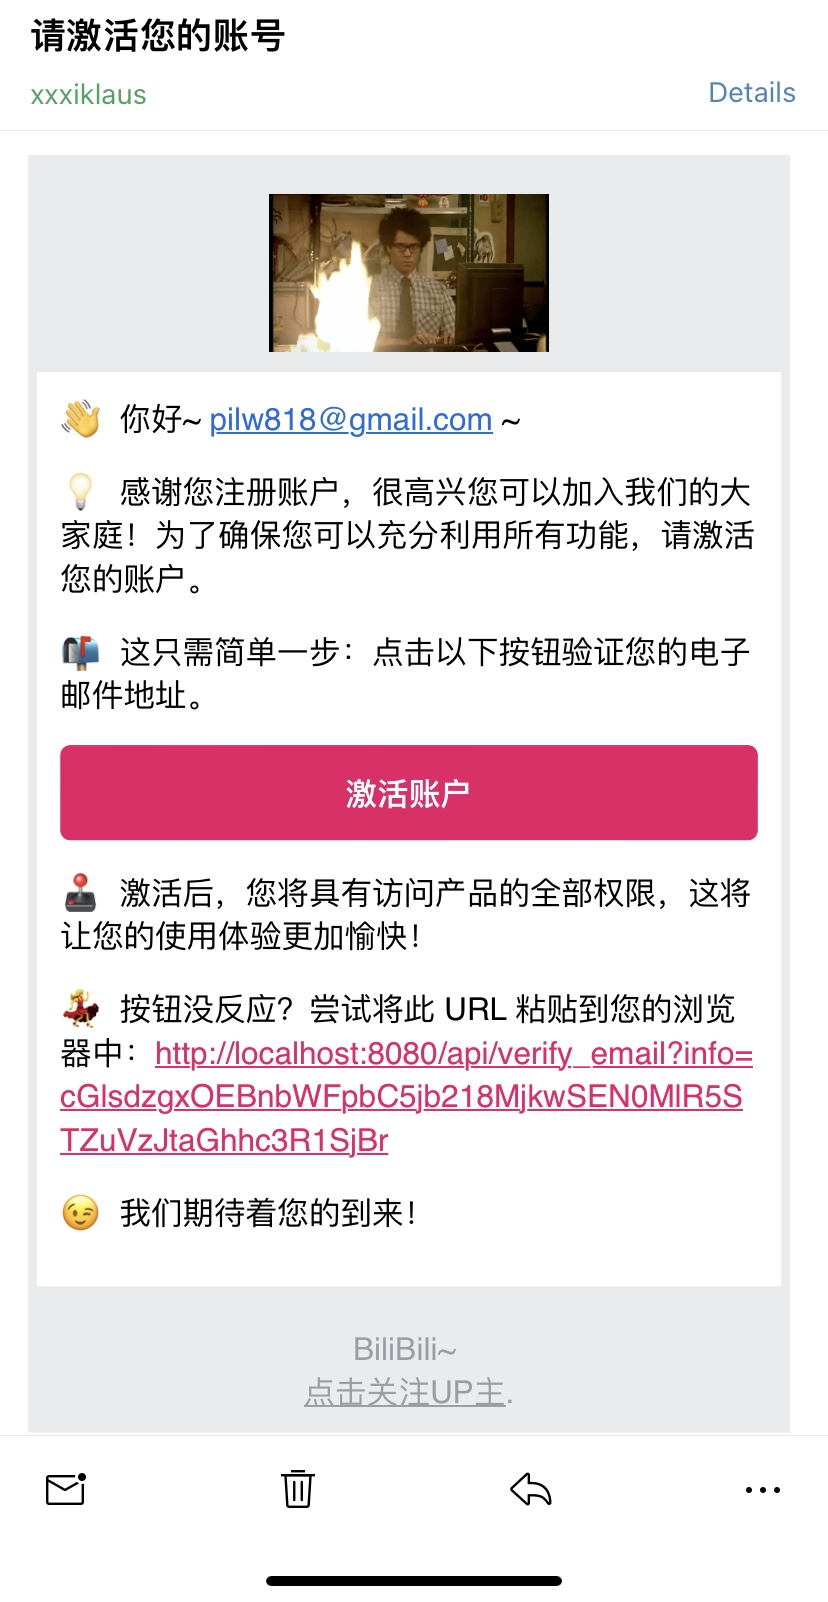 请激活您的账号
xxxiklaus
Details
👋 你好~ pilw818@gmail.com ~
💡 感谢您注册账户，很高兴您可以加入我们的大
家庭！为了确保您可以充分利用所有功能，请激活
您的账户。
📬 这只需简单一步：点击以下按钮验证您的电子
邮件地址。
激活账户
🕹️ 激活后，您将具有访问产品的全部权限，这将
让您的使用体验更加愉快！
💃 按钮没反应？尝试将此 URL 粘贴到您的浏览
器中：http://localhost:8080/api/verify_email?info=
cGlsdzgxOEBnbWFpbC5jb218MjkwSEN0MlR5S
TZuVzJtaGhhc3R1SjBr
😉 我们期待着您的到来！
BiliBili~
点击关注UP主.